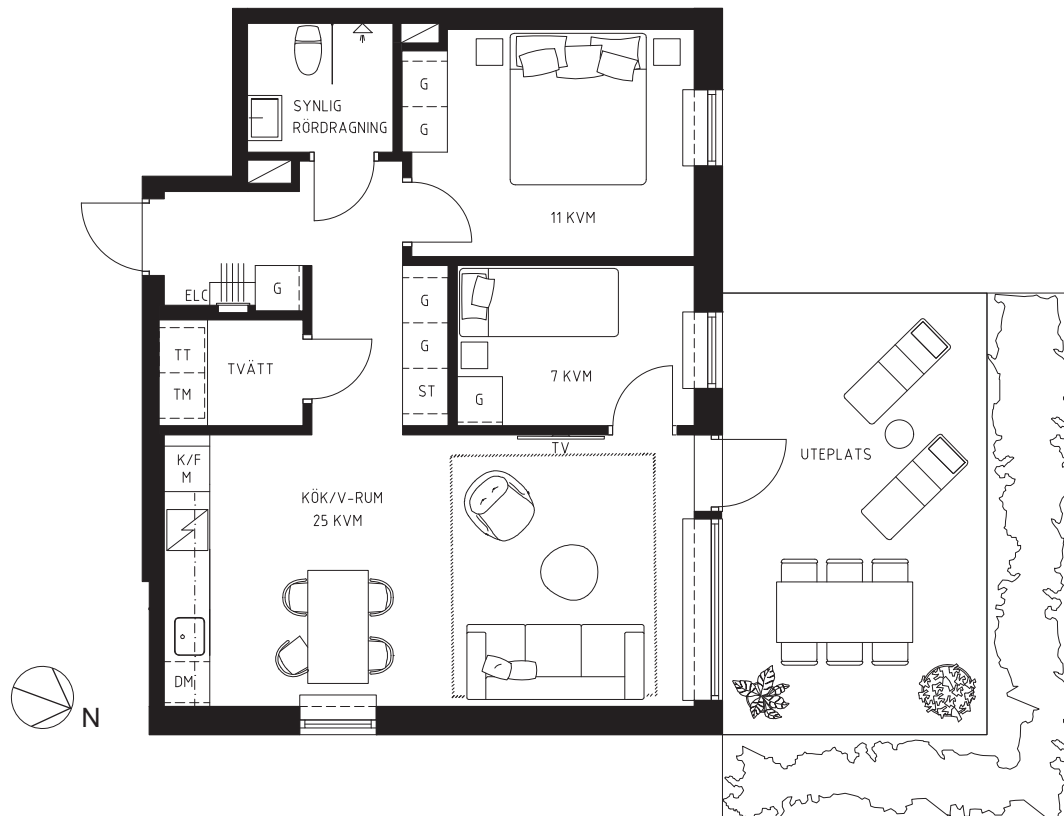 SYNLIG
RÖRDRAGNING
G
G
11 KVM
ELC
G
G
G
ST
7 KVM
G
TT
TM
TVÄTT
TV
UTEPLATS
K/F
M
KÖK/V-RUM
25 KVM
DM
N